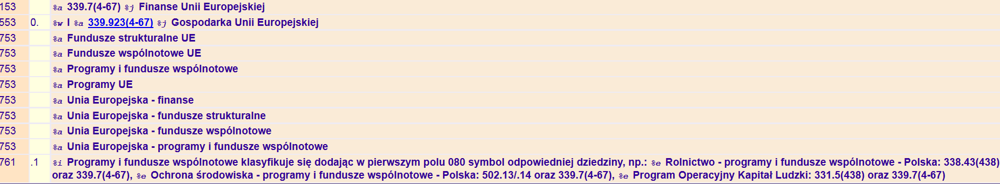 153 %a 339.7(4-67) %j Finanse Unii Europejskiej
553 0. %w I %a 339.923(4-67) %j Gospodarka Unii Europejskiej
753 %a Fundusze strukturalne UE
753 %a Fundusze wspólnotowe UE
753 %a Programy i fundusze wspólnotowe
753 %a Programy UE
753 %a Unia Europejska - finanse
753 %a Unia Europejska - fundusze strukturalne
753 %a Unia Europejska - fundusze wspólnotowe
753 %a Unia Europejska - programy i fundusze wspólnotowe
761 .1 %i Programy i fundusze wspólnotowe klasyfikuje się dodając w pierwszym polu 080 symbol odpowiedniej dziedziny, np.: %e Rolnictwo - programy i fundusze wspólnotowe - Polska: 338.43(438)
oraz 339.7(4-67), %e Ochrona środowiska - programy i fundusze wspólnotowe - Polska: 502.13/.14 oraz 339.7(4-67), %e Program Operacyjny Kapitał Ludzki: 331.5(438) oraz 339.7(4-67)